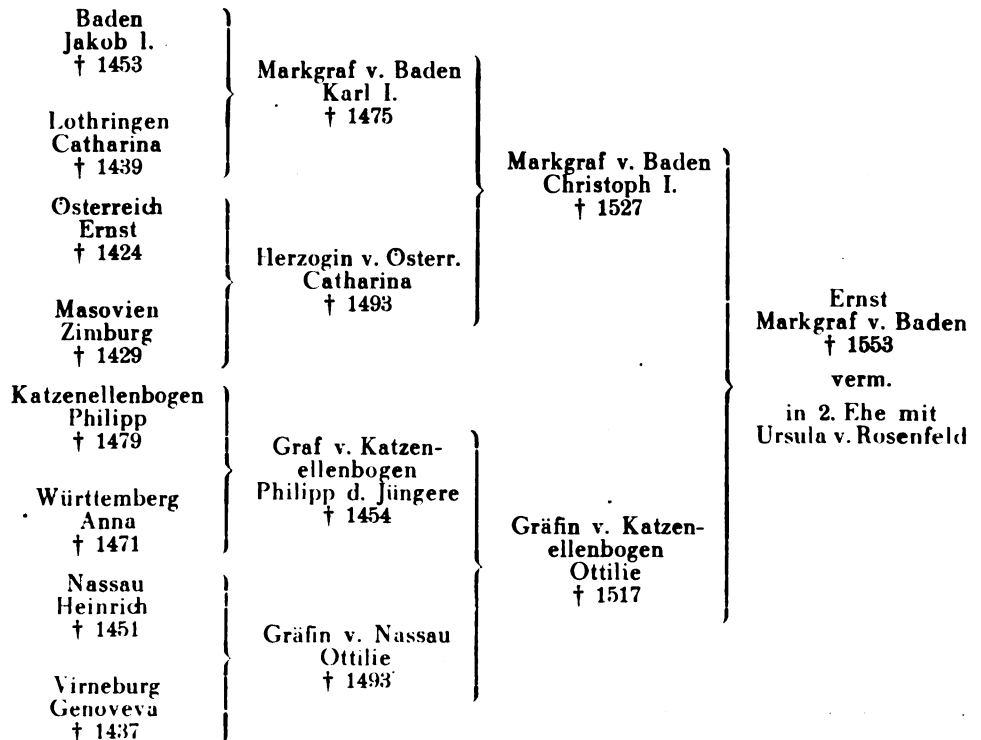 Baden
Jakob I.
† 1453
Lothringen
Catharina
† 1439
Österreich
Ernst
† 1424
Masovien
Zimburg
† 1429
Katzenellenbogen
Philipp
† 1479
Württemberg
Anna
† 1471
Nassau
Heinrich
† 1451
Virneburg
Genoveva
† 1437
Markgraf v. Baden
Karl I.
† 1475
Herzogin v. Österr.
Catharina
† 1493
Graf v. Katzen-
ellenbogen
Philipp d. Jüngere
† 1454
Gräfin v. Nassau
Ottilie
† 1493
Markgraf v. Baden
Christoph I.
† 1527
Gräfin v. Katzen-
ellenbogen
Ottilie
† 1517
Ernst
Markgraf v. Baden
† 1553
verm.
in 2. Ehe mit
Ursula v. Rosenfeld